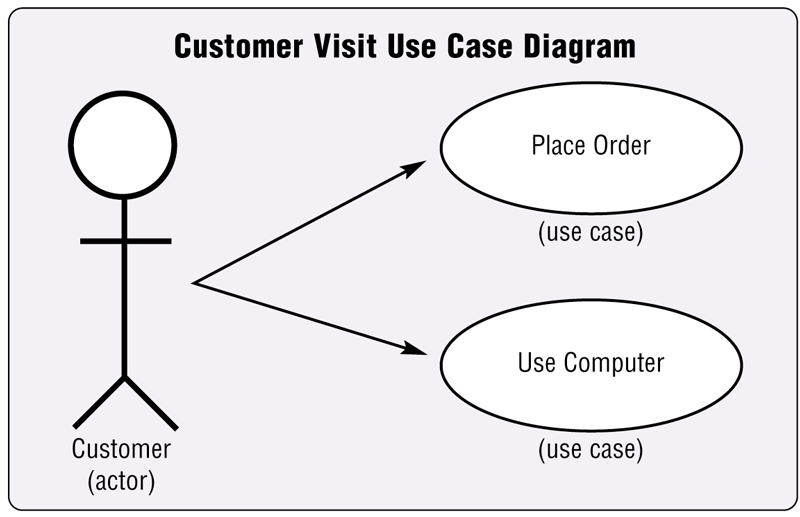 Customer Visit Use Case Diagram
Place Order
(use case)
Use Computer
(use case)
Customer
(actor)